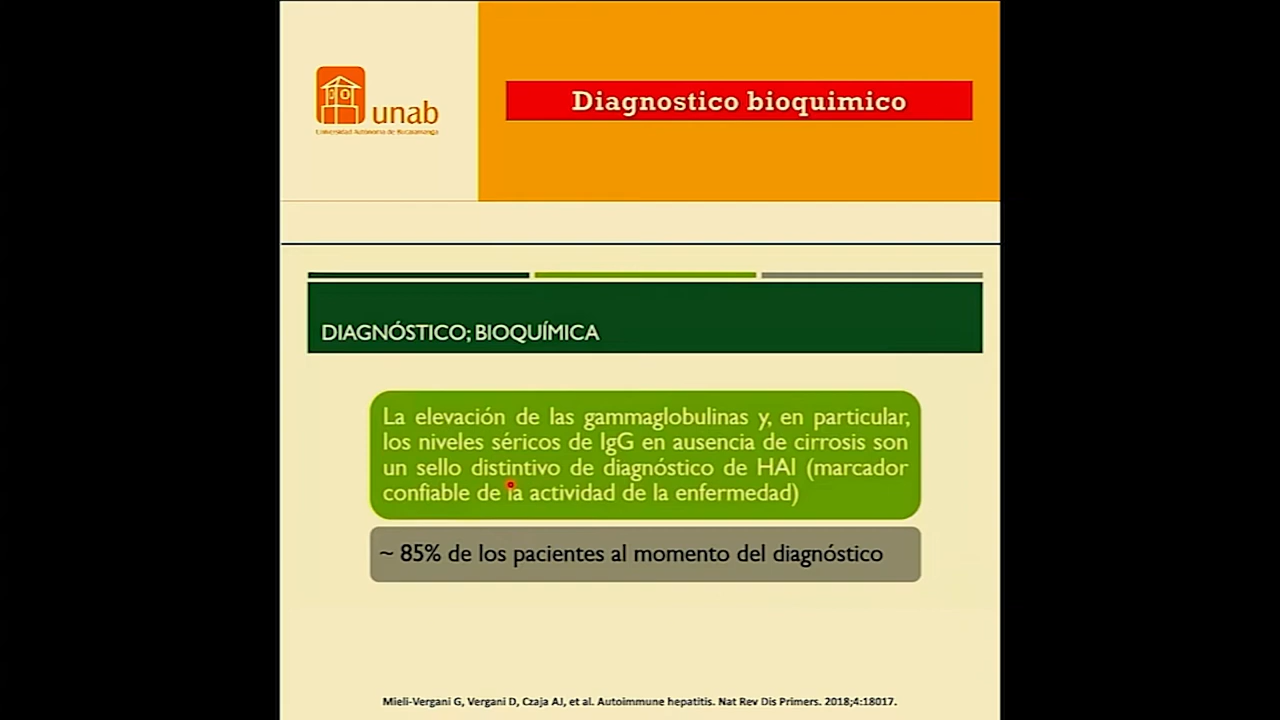 unab
Universidad Autónoma de Bucaramanga
Diagnostico bioquimico
DIAGNÓSTICO; BIOQUÍMICA
La elevación de las gammaglobulinas y, en particular,
los niveles séricos de IgG en ausencia de cirrosis son
un sello distintivo de diagnóstico de HAI (marcador
confiable de la actividad de la enfermedad)
~ 85% de los pacientes al momento del diagnóstico
Mieli-Vergani G, Vergani D, Czaja AJ, et al. Autoimmune hepatitis. Nat Rev Dis Primers. 2018;4:18017.